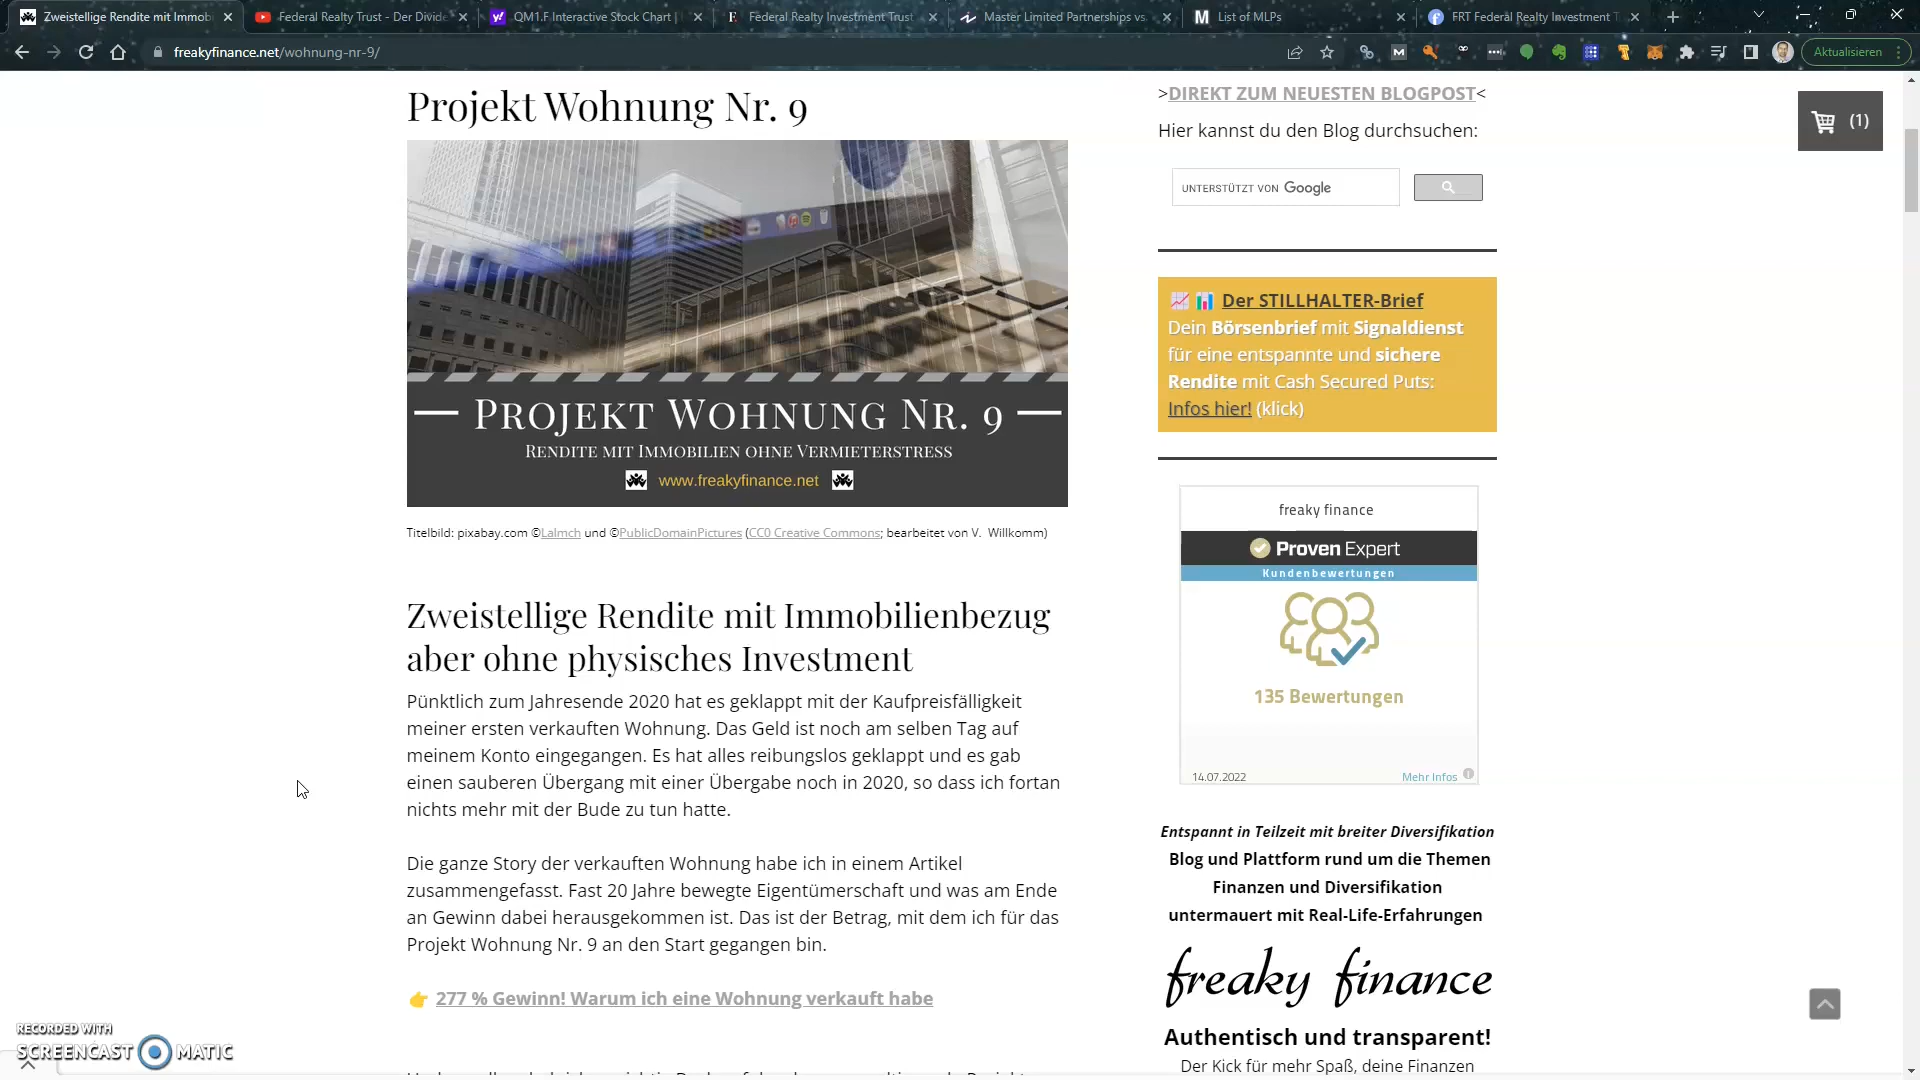 Zweistellige Rendite mit Immob
Federal Realty Trust - Der Divide
QM1.F Interactive Stock Chart |
Federal Realty Investment Trust
Master Limited Partnerships vs.
List of MLPs
FRT Federal Realty Investment T
freakyfinance.net/wohnung-nr-9/
Aktualisieren
Projekt Wohnung Nr. 9
Projekt Wohnung Nr. 9
Rendite mit Immobilien ohne Vermieterstress
www.freakyfinance.net
Titelbild: pixabay.com ©Lalmch und ©PublicDomainPictures (CC0 Creative Commons; bearbeitet von V. Willkomm)
Zweistellige Rendite mit Immobilienbezug
aber ohne physisches Investment
Pünktlich zum Jahresende 2020 hat es geklappt mit der Kaufpreisfälligkeit
meiner ersten verkauften Wohnung. Das Geld ist noch am selben Tag auf
meinem Konto eingegangen. Es hat alles reibungslos geklappt und es gab
einen sauberen Übergang mit einer Übergabe noch in 2020, so dass ich fortan
nichts mehr mit der Bude zu tun hatte.
Die ganze Story der verkauften Wohnung habe ich in einem Artikel
zusammengefasst. Fast 20 Jahre bewegte Eigentümerschaft und was am Ende
an Gewinn dabei herausgekommen ist. Das ist der Betrag, mit dem ich für das
Projekt Wohnung Nr. 9 an den Start gegangen bin.
277 % Gewinn! Warum ich eine Wohnung verkauft habe
>DIREKT ZUM NEUESTEN BLOGPOST<
Hier kannst du den Blog durchsuchen:
UNTERSTÜTZT VON Google
Der STILLHALTER-Brief
Dein Börsenbrief mit Signaldienst
für eine entspannte und sichere
Rendite mit Cash Secured Puts:
Infos hier! (klick)
freaky finance
Proven Expert
Kundenbewertungen
135 Bewertungen
14.07.2022 Mehr Infos
Entspannt in Teilzeit mit breiter Diversifikation
Blog und Plattform rund um die Themen
Finanzen und Diversifikation
untermauert mit Real-Life-Erfahrungen
freaky finance
Authentisch und transparent!
Der Kick für mehr Spaß, deine Finanzen
(1)
RECORDED WITH
SCREENCAST MATIC